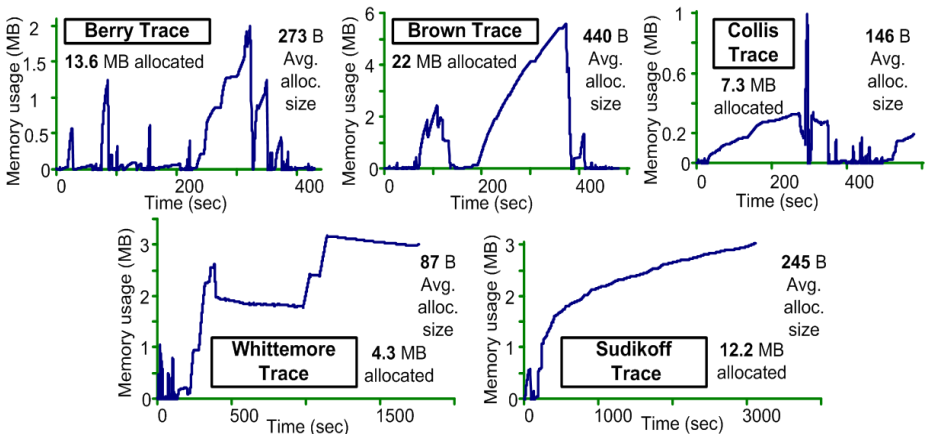 Memory usage (MB)
2
1.5
1
0.5
0
Berry Trace
13.6 MB allocated
273 B
Avg.
alloc.
size
0
200
400
Time (sec)
Memory usage (MB)
6
4
2
0
Brown Trace
22 MB allocated
440 B
Avg.
alloc.
size
0
200
400
Time (sec)
Memory usage (MB)
1
0.6
0.2
0
Collis
Trace
7.3 MB
allocated
146 B
Avg.
alloc.
size
0
200
400
Time (sec)
Memory usage (MB)
3
2
1
0
87 B
Avg.
alloc.
size
Whittemore
Trace
4.3 MB
allocated
500
1500
Time (sec)
Memory usage (MB)
3
2
1
0
245 B
Avg.
alloc.
size
Sudikoff
Trace
12.2 MB
allocated
0
1000
3000
Time (sec)